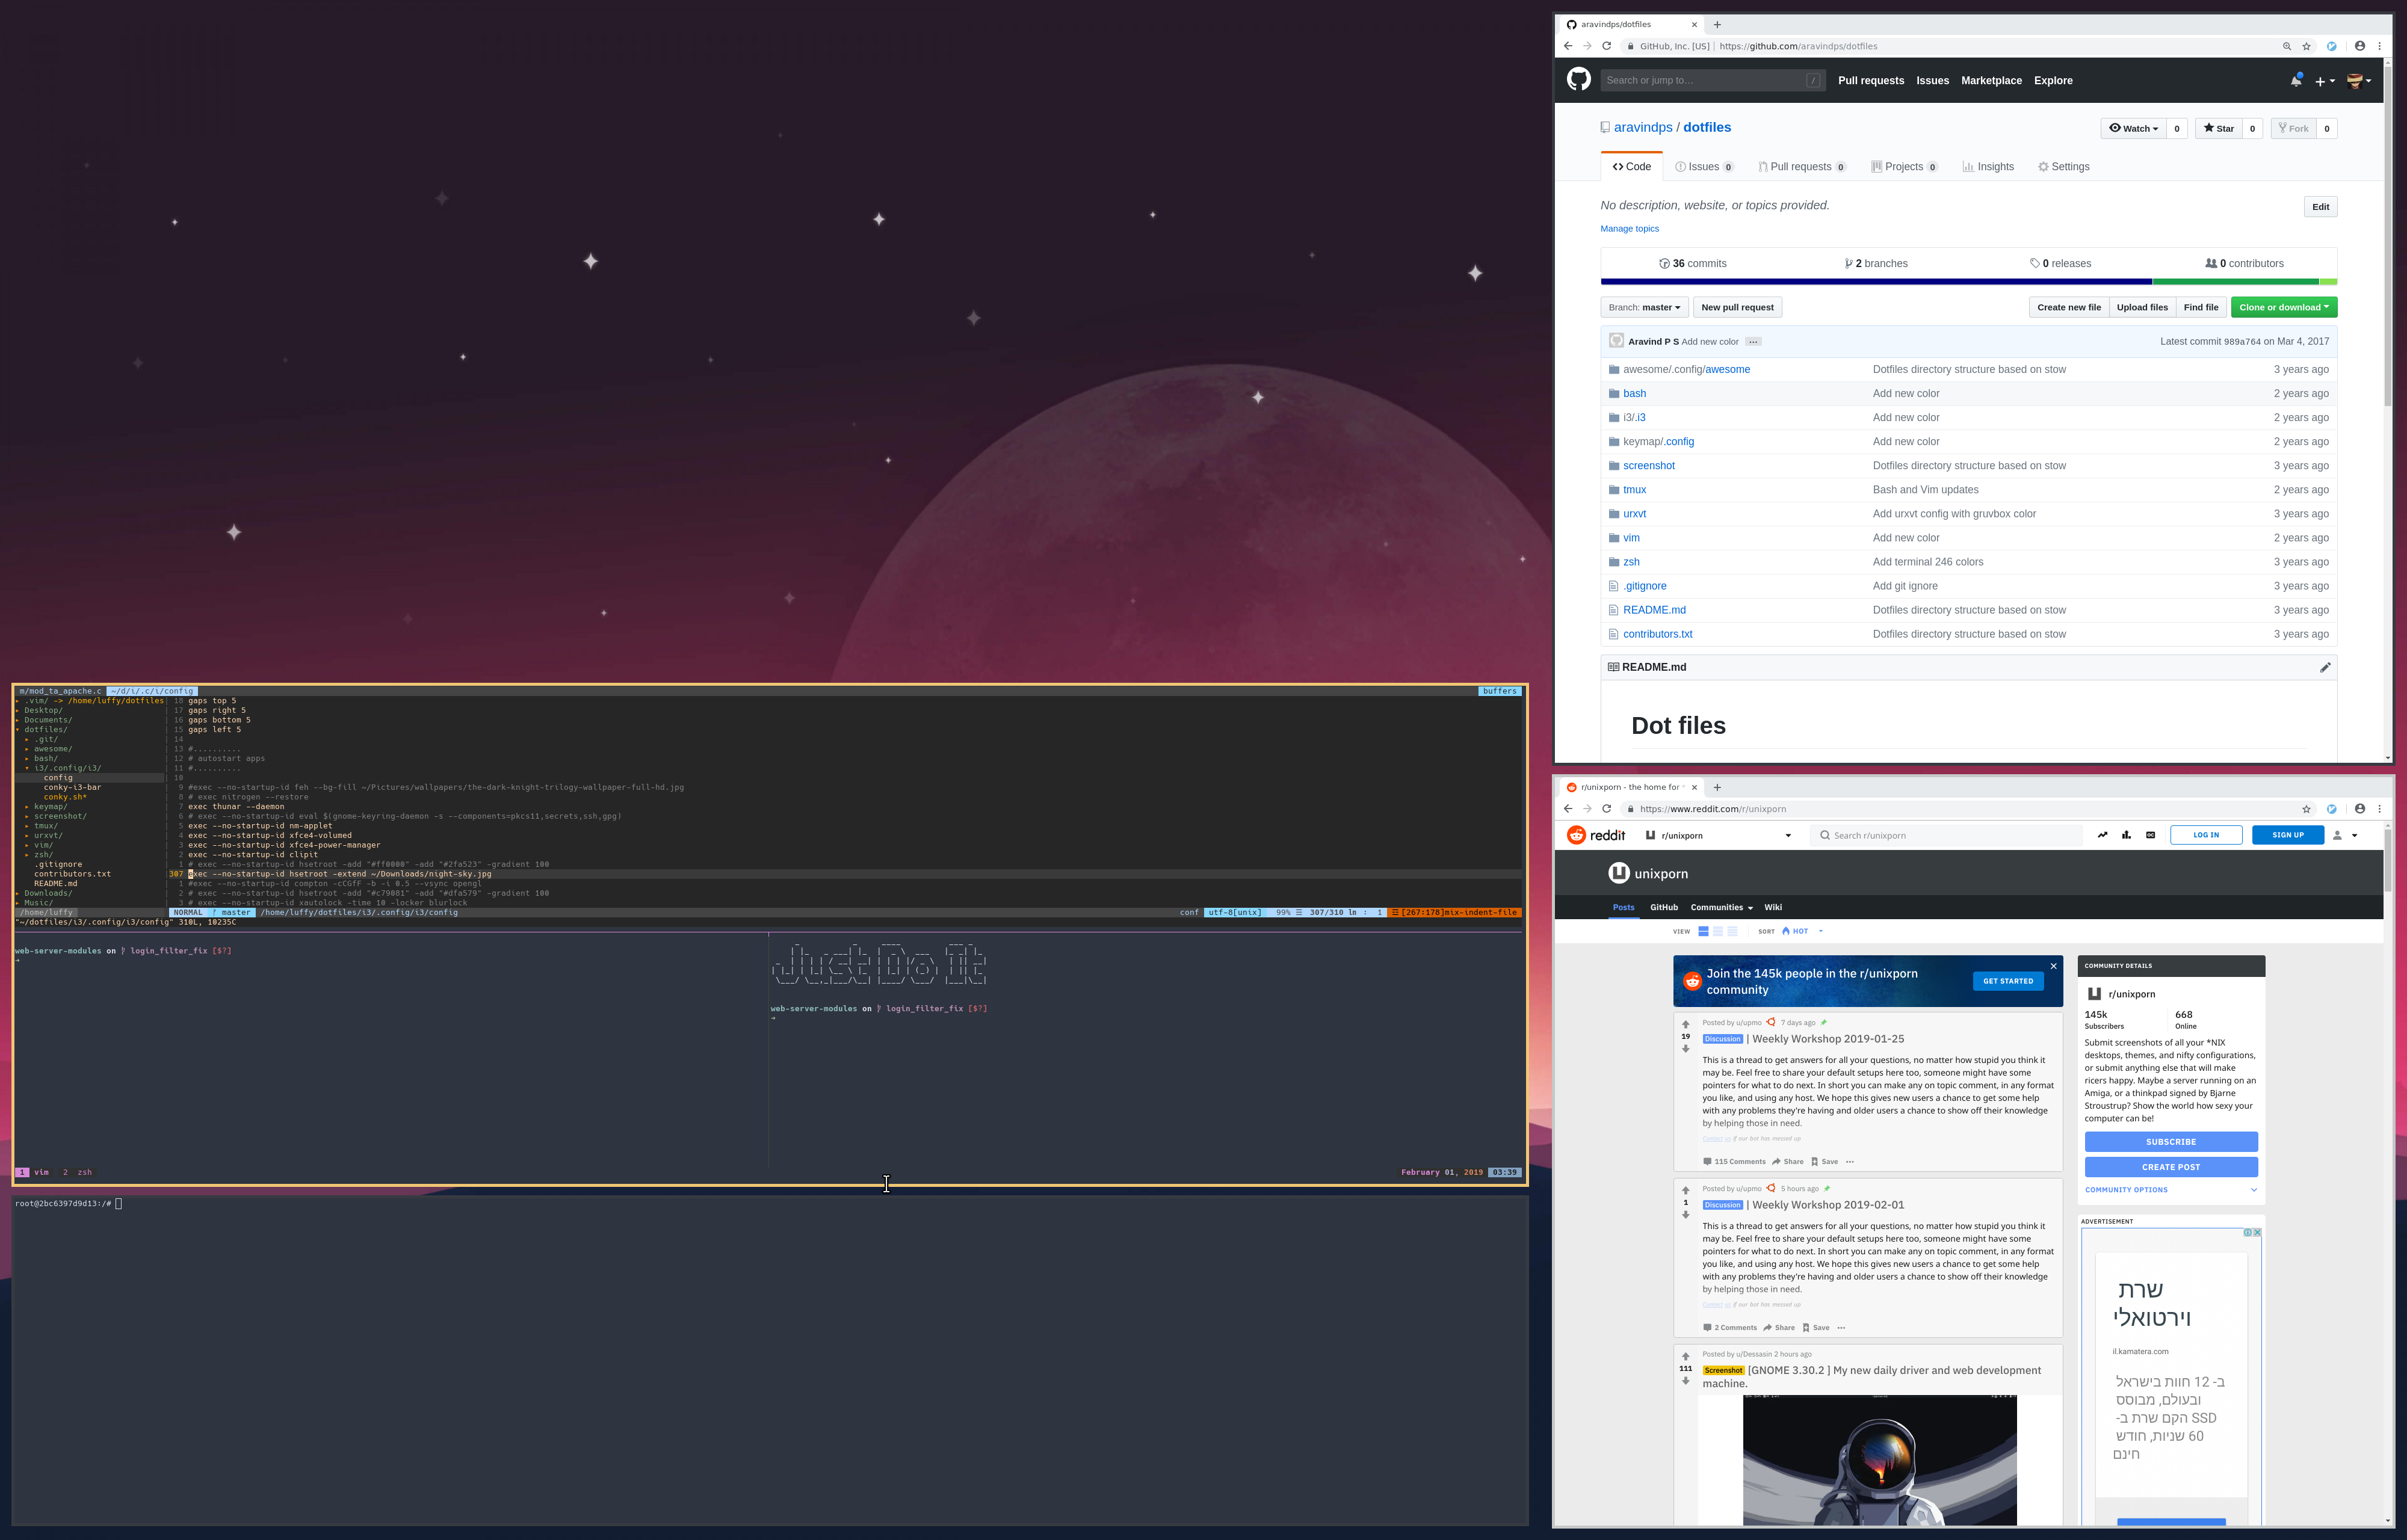 m/mod_ta_apache.c ~/d/i/.c/i/config buffers
▸ .vim/ -> /home/luffy/dotfiles
▸ Desktop/
▸ Documents/
▾ dotfiles/
▸ .git/
▸ awesome/
▸ bash/
▾ i3/.config/i3/
config
conky-i3-bar
conky.sh*
▸ keymap/
▸ screenshot/
▸ tmux/
▸ urxvt/
▸ vim/
▸ zsh/
.gitignore
contributors.txt
README.md
▸ Downloads/
▸ Music/
/home/luffy
18 gaps top 5
17 gaps right 5
16 gaps bottom 5
15 gaps left 5
14
13 #..........
12 # autostart apps
11 #..........
10
9 #exec --no-startup-id feh --bg-fill ~/Pictures/wallpapers/the-dark-knight-trilogy-wallpaper-full-hd.jpg
8 # exec nitrogen --restore
7 exec thunar --daemon
6 # exec --no-startup-id eval $(gnome-keyring-daemon -s --components=pkcs11,secrets,ssh,gpg)
5 exec --no-startup-id nm-applet
4 exec --no-startup-id xfce4-volumed
3 exec --no-startup-id xfce4-power-manager
2 exec --no-startup-id clipit
1 # exec --no-startup-id hsetroot -add "#ff0000" -add "#2fa523" -gradient 100
307 exec --no-startup-id hsetroot -extend ~/Downloads/night-sky.jpg
1 #exec --no-startup-id compton -cCGfF -b -i 0.5 --vsync opengl
2 # exec --no-startup-id hsetroot -add "#c79081" -add "#dfa579" -gradient 100
3 # exec --no-startup-id xautolock -time 10 -locker blurlock
NORMAL master /home/luffy/dotfiles/i3/.config/i3/config conf utf-8[unix] 99% ☰ 307/310 ln : 1 ☲ [267:178]mix-indent-file
"~/dotfiles/i3/.config/i3/config" 310L, 10235C
web-server-modules on login_filter_fix [$?]
➜
Just Do It
web-server-modules on login_filter_fix [$?]
➜
1 vim 2 zsh February 01, 2019 03:39
root@2bc6397d9d13:/#
aravindps/dotfiles
GitHub, Inc. [US] | https://github.com/aravindps/dotfiles
Search or jump to… / Pull requests Issues Marketplace Explore
aravindps / dotfiles Watch 0 Star 0 Fork 0
Code Issues 0 Pull requests 0 Projects 0 Insights Settings
No description, website, or topics provided. Edit
Manage topics
36 commits 2 branches 0 releases 0 contributors
Branch: master New pull request Create new file Upload files Find file Clone or download
Aravind P S Add new color … Latest commit 989a764 on Mar 4, 2017
awesome/.config/awesome Dotfiles directory structure based on stow 3 years ago
bash Add new color 2 years ago
i3/.i3 Add new color 2 years ago
keymap/.config Add new color 2 years ago
screenshot Dotfiles directory structure based on stow 3 years ago
tmux Bash and Vim updates 2 years ago
urxvt Add urxvt config with gruvbox color 3 years ago
vim Add new color 2 years ago
zsh Add terminal 246 colors 3 years ago
.gitignore Add git ignore 3 years ago
README.md Dotfiles directory structure based on stow 3 years ago
contributors.txt Dotfiles directory structure based on stow 3 years ago
README.md
Dot files
r/unixporn - the home for
https://www.reddit.com/r/unixporn
reddit r/unixporn Search r/unixporn LOG IN SIGN UP
unixporn
Posts GitHub Communities Wiki
VIEW SORT HOT
Join the 145k people in the r/unixporn
community
GET STARTED
Posted by u/upmo 7 days ago
19
Discussion | Weekly Workshop 2019-01-25
This is a thread to get answers for all your questions, no matter how stupid you think it
may be. Feel free to share your default setups here too, someone might have some
pointers for what to do next. In short you can make any on topic comment, in any format
you like, and using any host. We hope this gives new users a chance to get some help
with any problems they're having and older users a chance to show off their knowledge
by helping those in need.
Contact us if our bot has messed up
115 Comments Share Save ···
Posted by u/upmo 5 hours ago
1
Discussion | Weekly Workshop 2019-02-01
This is a thread to get answers for all your questions, no matter how stupid you think it
may be. Feel free to share your default setups here too, someone might have some
pointers for what to do next. In short you can make any on topic comment, in any format
you like, and using any host. We hope this gives new users a chance to get some help
with any problems they're having and older users a chance to show off their knowledge
by helping those in need.
Contact us if our bot has messed up
2 Comments Share Save ···
Posted by u/Dessasin 2 hours ago
111
Screenshot [GNOME 3.30.2 ] My new daily driver and web development
machine.
COMMUNITY DETAILS
r/unixporn
145k 668
Subscribers Online
Submit screenshots of all your *NIX
desktops, themes, and nifty configurations,
or submit anything else that will make
ricers happy. Maybe a server running on an
Amiga, or a thinkpad signed by Bjarne
Stroustrup? Show the world how sexy your
computer can be!
SUBSCRIBE
CREATE POST
COMMUNITY OPTIONS
ADVERTISEMENT
שרת
וירטואלי
il.kamatera.com
ב- 12 חוות בישראל
ובעולם, מבוסס
SSD הקם שרת ב-
60 שניות, חודש
חינם